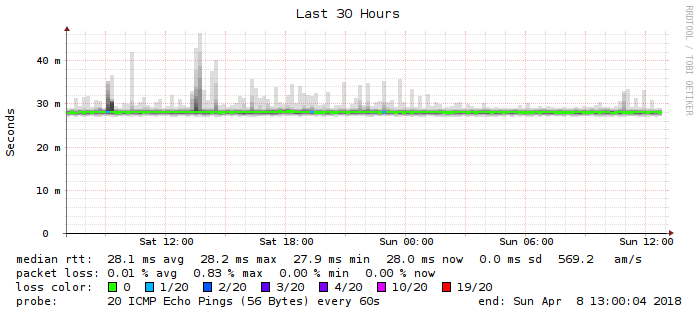 Last 30 Hours
RRDTOOL / TOBI OETIKER
Seconds
40 m
30 m
20 m
10 m
0
Sat 12:00 Sat 18:00 Sun 00:00 Sun 06:00 Sun 12:00
median rtt: 28.1 ms avg 28.2 ms max 27.9 ms min 28.0 ms now 0.0 ms sd 569.2 am/s
packet loss: 0.01 % avg 0.83 % max 0.00 % min 0.00 % now
loss color: 0 1/20 2/20 3/20 4/20 10/20 19/20
probe: 20 ICMP Echo Pings (56 Bytes) every 60s end: Sun Apr 8 13:00:04 2018